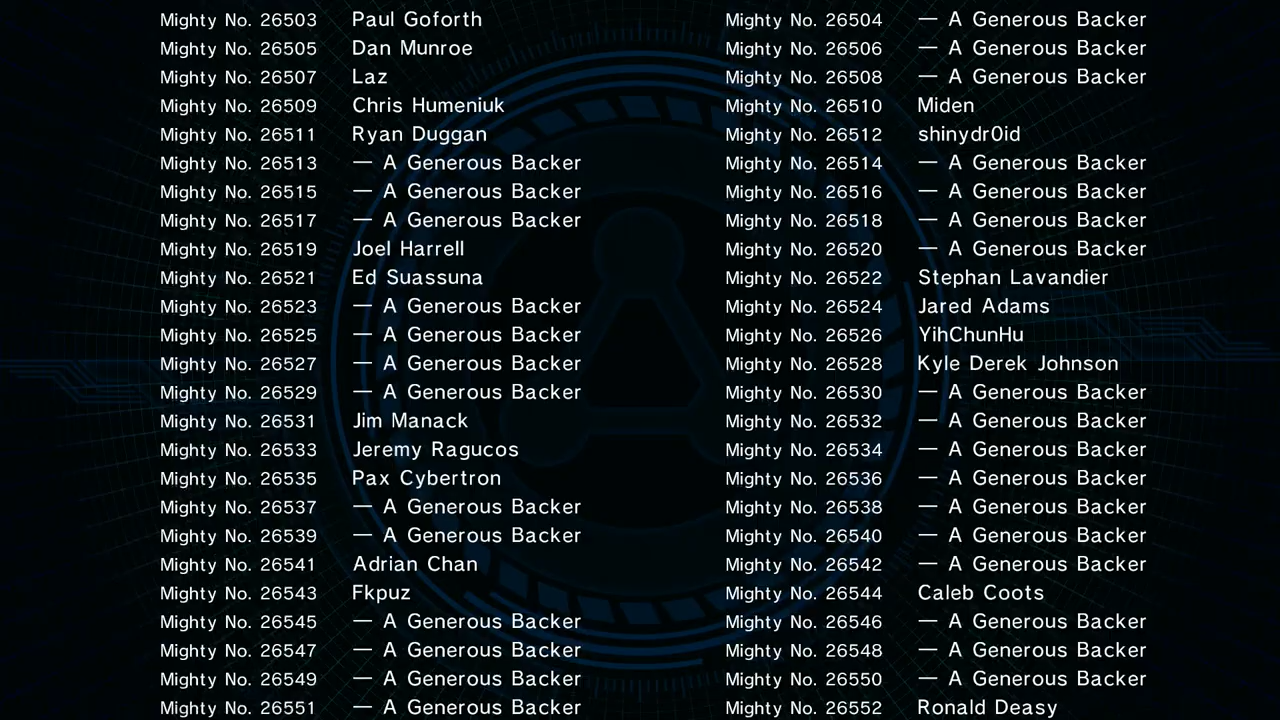 Mighty No. 26503 Paul Goforth Mighty No. 26504 — A Generous Backer
Mighty No. 26505 Dan Munroe Mighty No. 26506 — A Generous Backer
Mighty No. 26507 Laz Mighty No. 26508 — A Generous Backer
Mighty No. 26509 Chris Humeniuk Mighty No. 26510 Miden
Mighty No. 26511 Ryan Duggan Mighty No. 26512 shinydr0id
Mighty No. 26513 — A Generous Backer Mighty No. 26514 — A Generous Backer
Mighty No. 26515 — A Generous Backer Mighty No. 26516 — A Generous Backer
Mighty No. 26517 — A Generous Backer Mighty No. 26518 — A Generous Backer
Mighty No. 26519 Joel Harrell Mighty No. 26520 — A Generous Backer
Mighty No. 26521 Ed Suassuna Mighty No. 26522 Stephan Lavandier
Mighty No. 26523 — A Generous Backer Mighty No. 26524 Jared Adams
Mighty No. 26525 — A Generous Backer Mighty No. 26526 YihChunHu
Mighty No. 26527 — A Generous Backer Mighty No. 26528 Kyle Derek Johnson
Mighty No. 26529 — A Generous Backer Mighty No. 26530 — A Generous Backer
Mighty No. 26531 Jim Manack Mighty No. 26532 — A Generous Backer
Mighty No. 26533 Jeremy Ragucos Mighty No. 26534 — A Generous Backer
Mighty No. 26535 Pax Cybertron Mighty No. 26536 — A Generous Backer
Mighty No. 26537 — A Generous Backer Mighty No. 26538 — A Generous Backer
Mighty No. 26539 — A Generous Backer Mighty No. 26540 — A Generous Backer
Mighty No. 26541 Adrian Chan Mighty No. 26542 — A Generous Backer
Mighty No. 26543 Fkpuz Mighty No. 26544 Caleb Coots
Mighty No. 26545 — A Generous Backer Mighty No. 26546 — A Generous Backer
Mighty No. 26547 — A Generous Backer Mighty No. 26548 — A Generous Backer
Mighty No. 26549 — A Generous Backer Mighty No. 26550 — A Generous Backer
Mighty No. 26551 — A Generous Backer Mighty No. 26552 Ronald Deasy